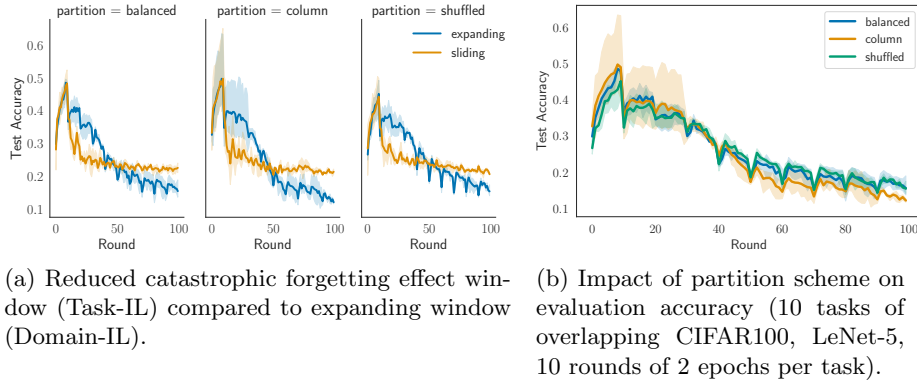 partition = balanced
partition = column
partition = shuffled
expanding
sliding
Test Accuracy
0.6
0.5
0.4
0.3
0.2
0.1
0
50
100
0
50
100
0
50
100
Round
Round
Round
(a) Reduced catastrophic forgetting effect win-
dow (Task-IL) compared to expanding window
(Domain-IL).
balanced
column
shuffled
Test Accuracy
0.6
0.5
0.4
0.3
0.2
0.1
0
20
40
60
80
100
Round
(b) Impact of partition scheme on
evaluation accuracy (10 tasks of
overlapping CIFAR100, LeNet-5,
10 rounds of 2 epochs per task).